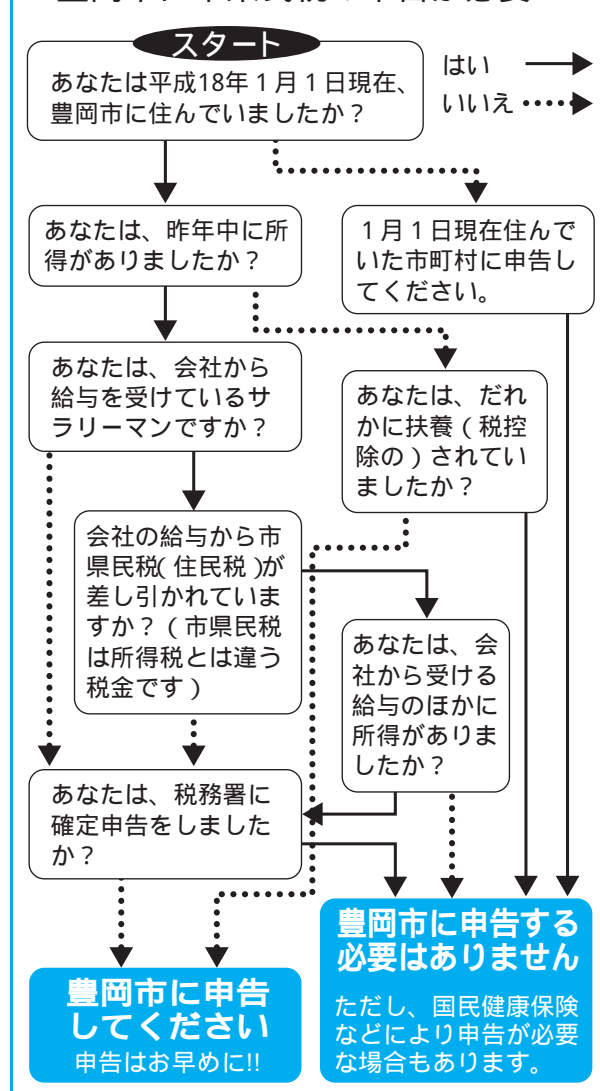 スタート
あなたは平成18年１月１日現在、
豊岡市に住んでいましたか？
はい
いいえ
あなたは、昨年中に所
得がありましたか？
１月１日現在住んで
いた市町村に申告し
てください。
あなたは、会社から
給与を受けているサ
ラリーマンですか？
あなたは、だれ
かに扶養（税控
除の）されてい
ましたか？
会社の給与から市
県民税（住民税）が
差し引かれていま
すか？（市県民税
は所得税とは違う
税金です）
あなたは、会
社から受ける
給与のほかに
所得がありま
したか？
あなたは、税務署に
確定申告をしました
か？
豊岡市に申告する
必要はありません
ただし、国民健康保険
などにより申告が必要
な場合もあります。
豊岡市に申告
してください
申告はお早めに!!